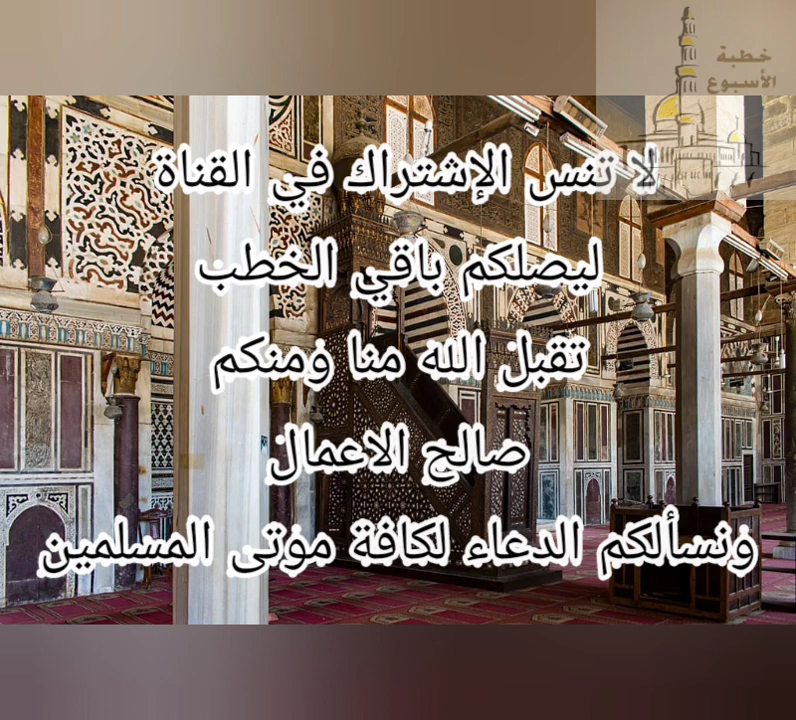 خطبة
الأسبوع
لا تنس الإشتراك في القناة
ليصلكم باقي الخطب
تقبل الله منا ومنكم
صالح الاعمال
ونسألكم الدعاء لكافة موتى المسلمين